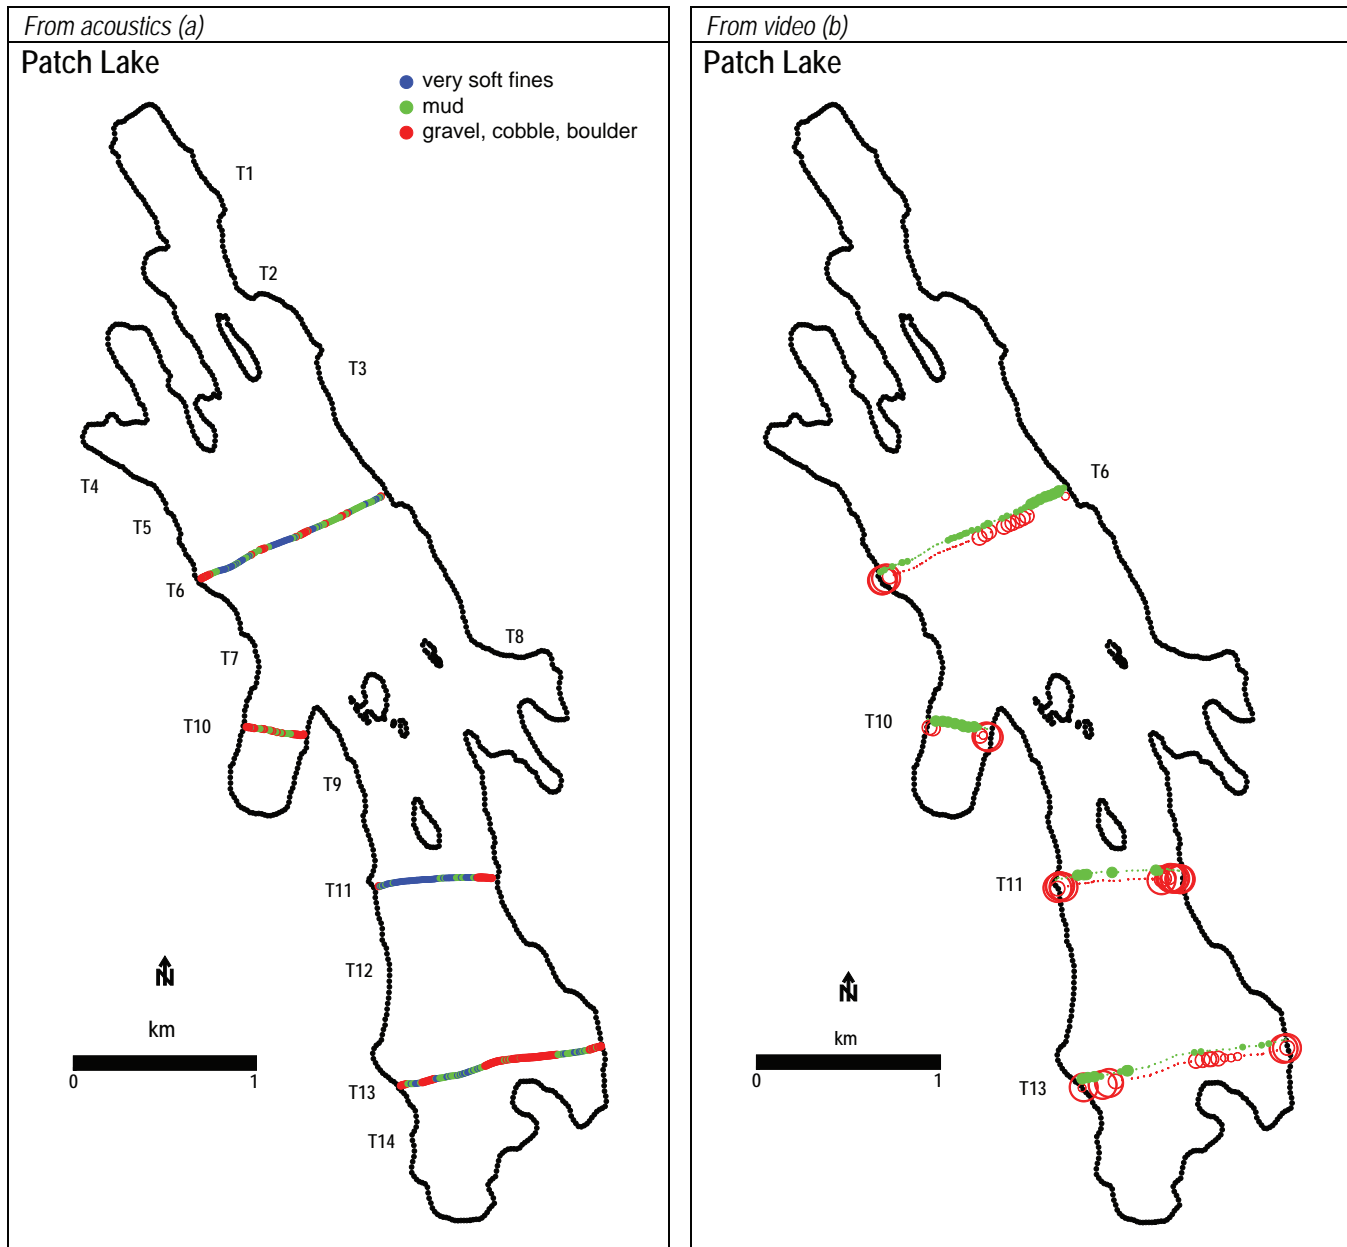 From acoustics (a)
Patch Lake
very soft fines
mud
gravel, cobble, boulder
T1
T2
T3
T4
T5
T6
T7
T8
T10
T9
T11
T12
N
km
0 1
T13
T14
From video (b)
Patch Lake
T6
T10
T11
N
km
0 1
T13